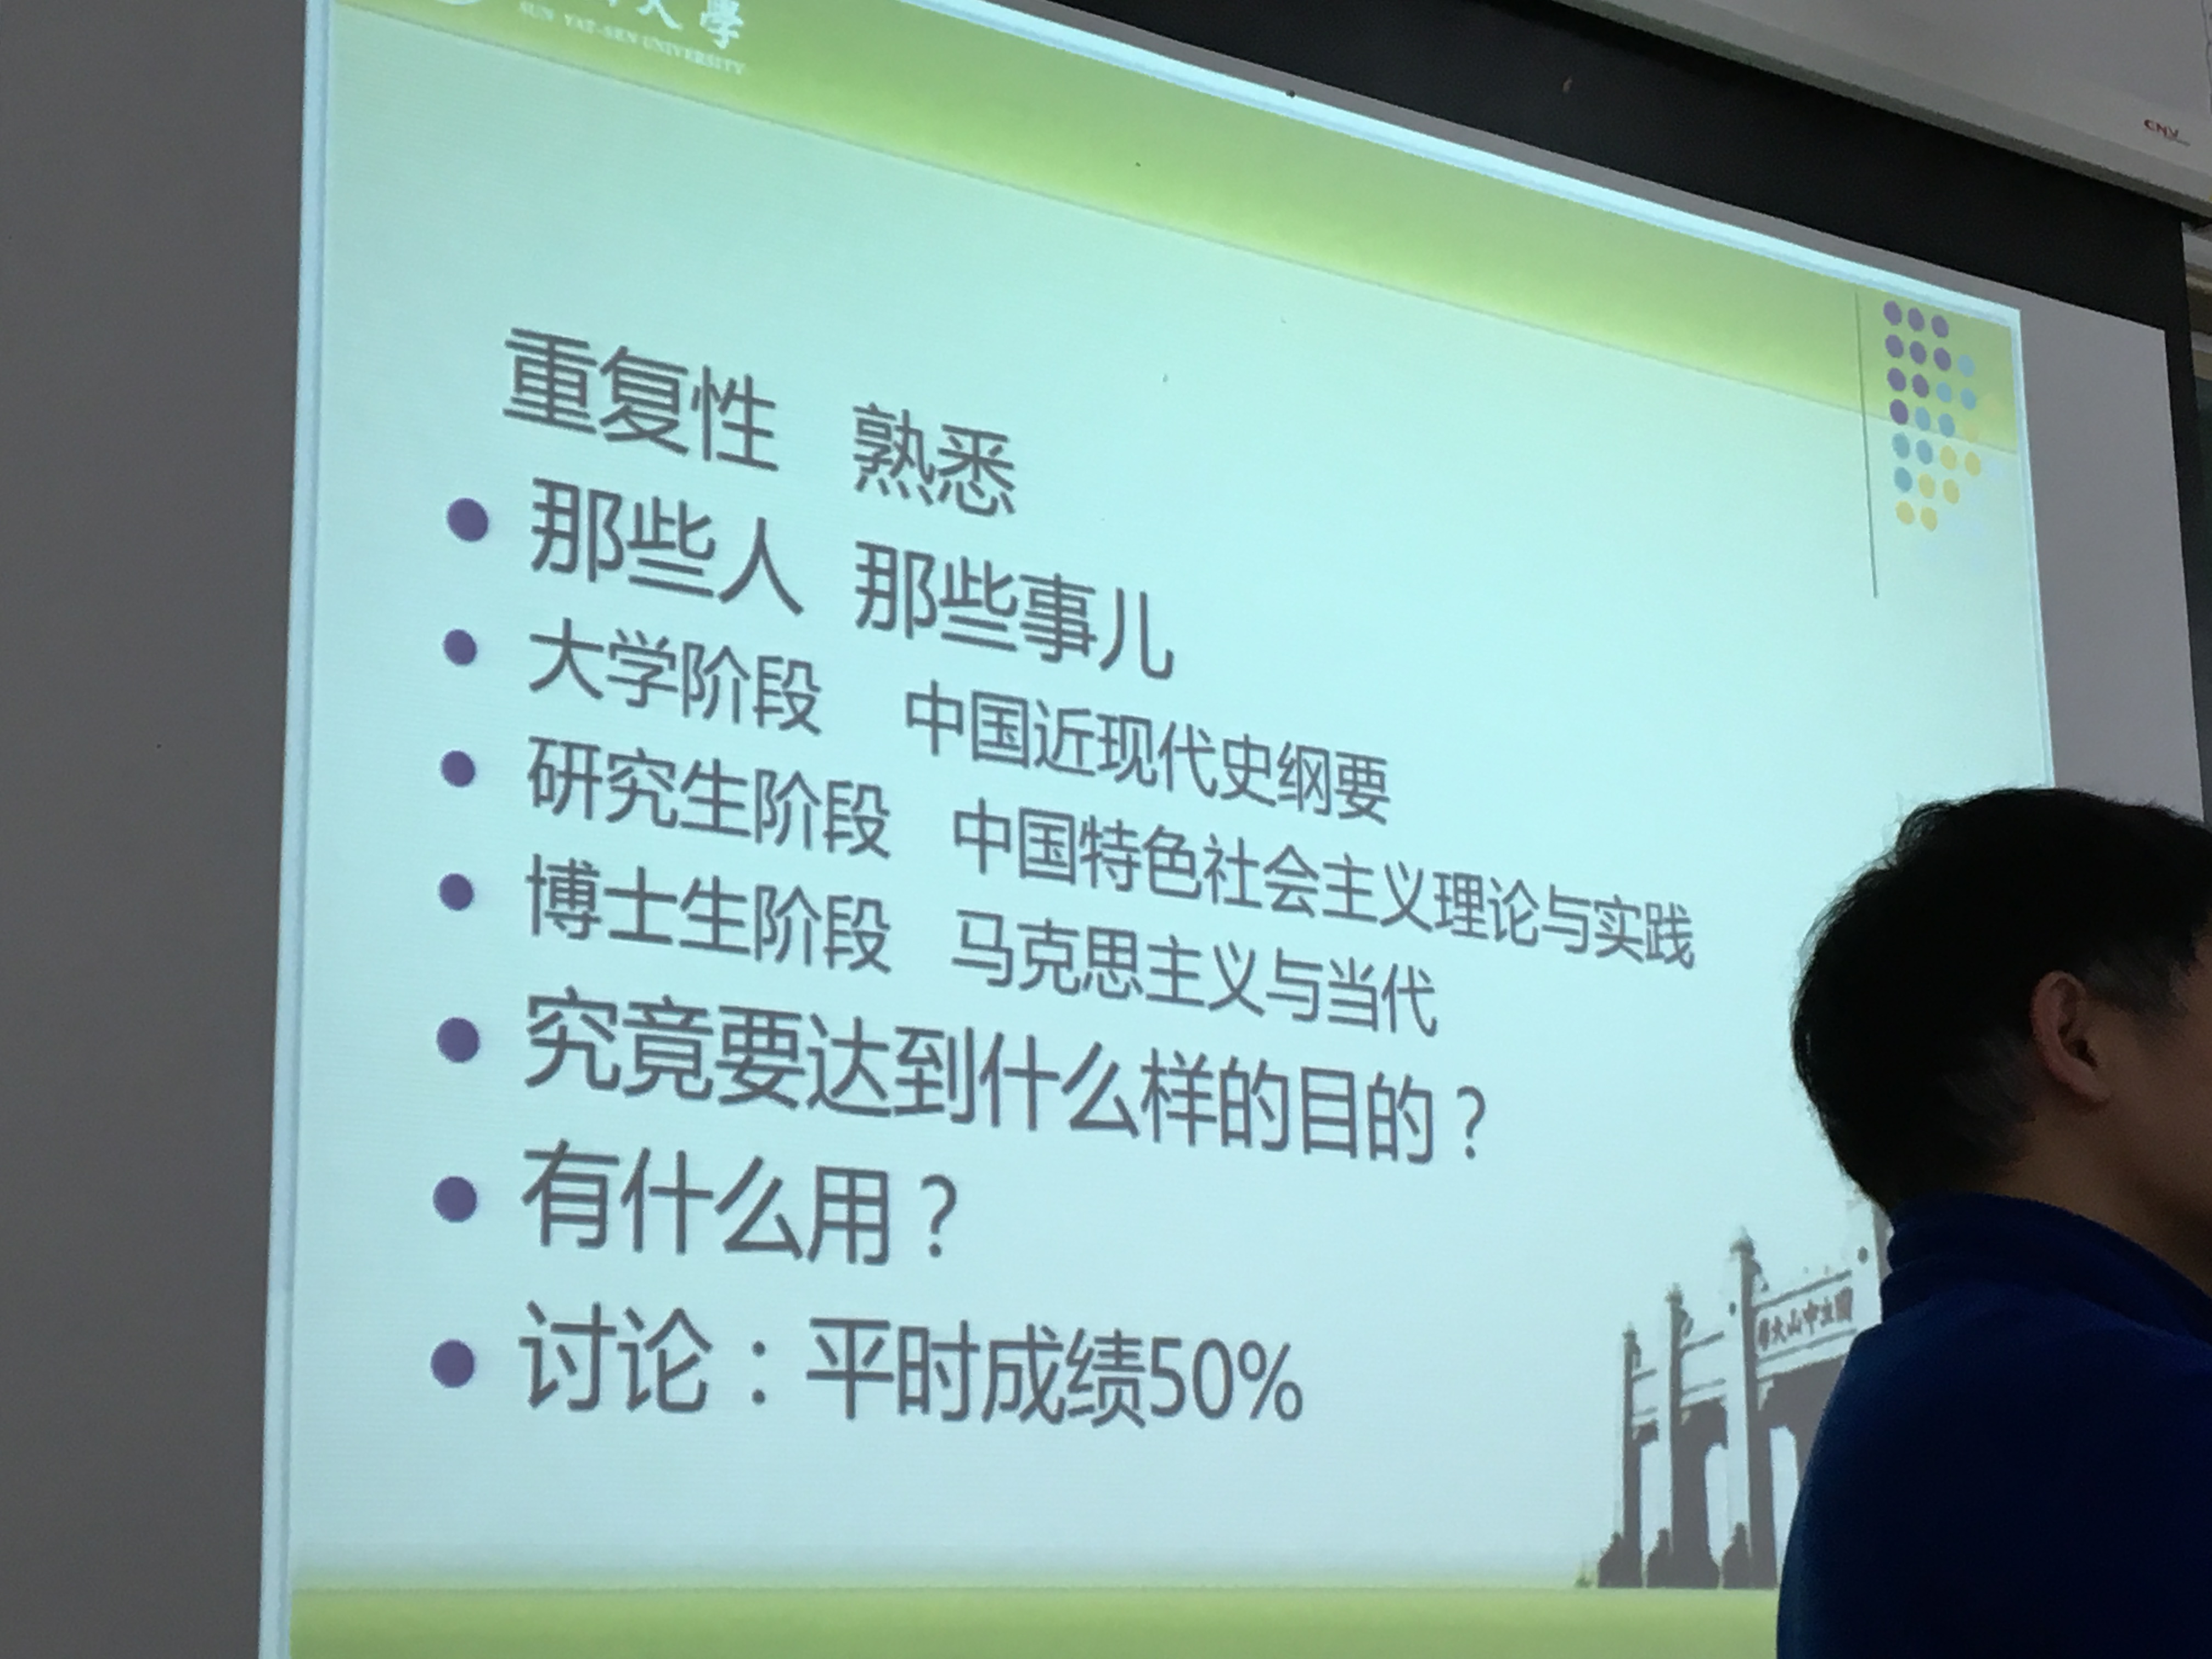 大學
SUN YAT-SEN UNIVERSITY
CNV
重复性 熟悉
那些人 那些事儿
大学阶段 中国近现代史纲要
研究生阶段 中国特色社会主义理论与实践
博士生阶段 马克思主义与当代
究竟要达到什么样的目的？
有什么用？
讨论：平时成绩50%
學大山中立國